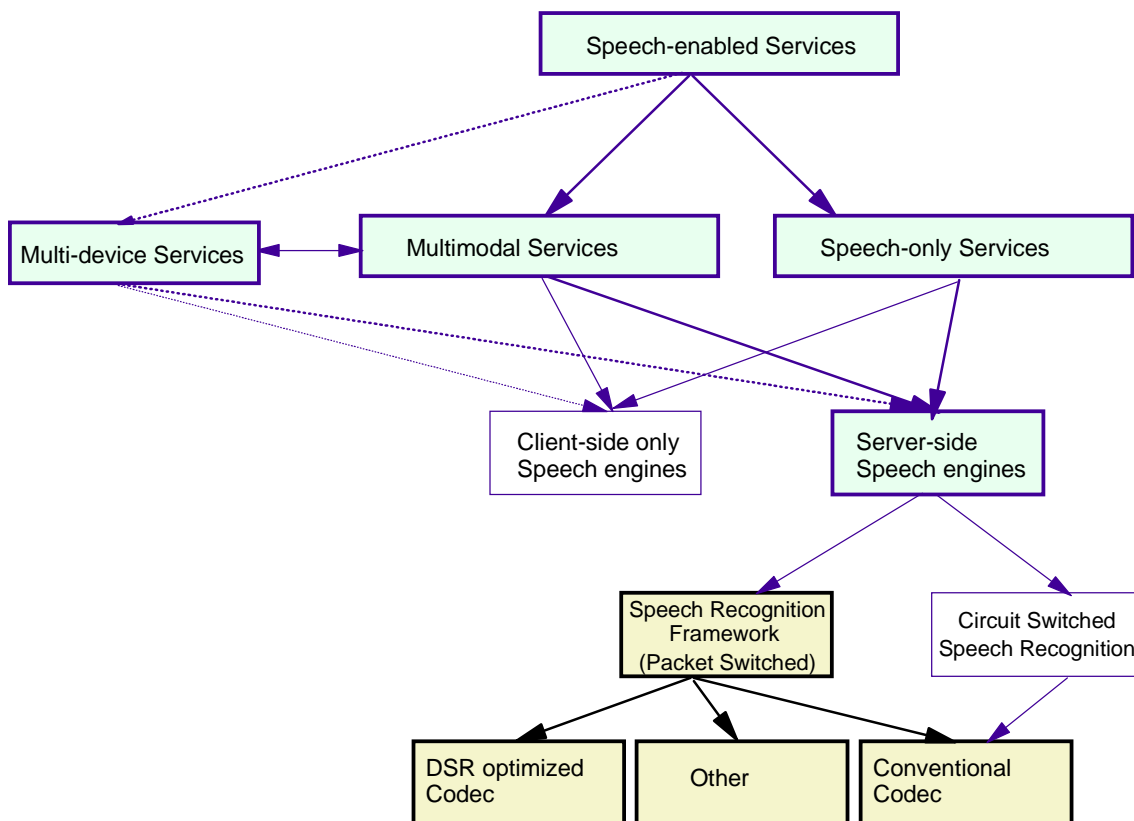 Speech-enabled Services
Multi-device Services
Multimodal Services
Speech-only Services
Client-side only
Speech engines
Server-side
Speech engines
Speech Recognition
Framework
(Packet Switched)
Circuit Switched
Speech Recognition
DSR optimized
Codec
Other
Conventional
Codec